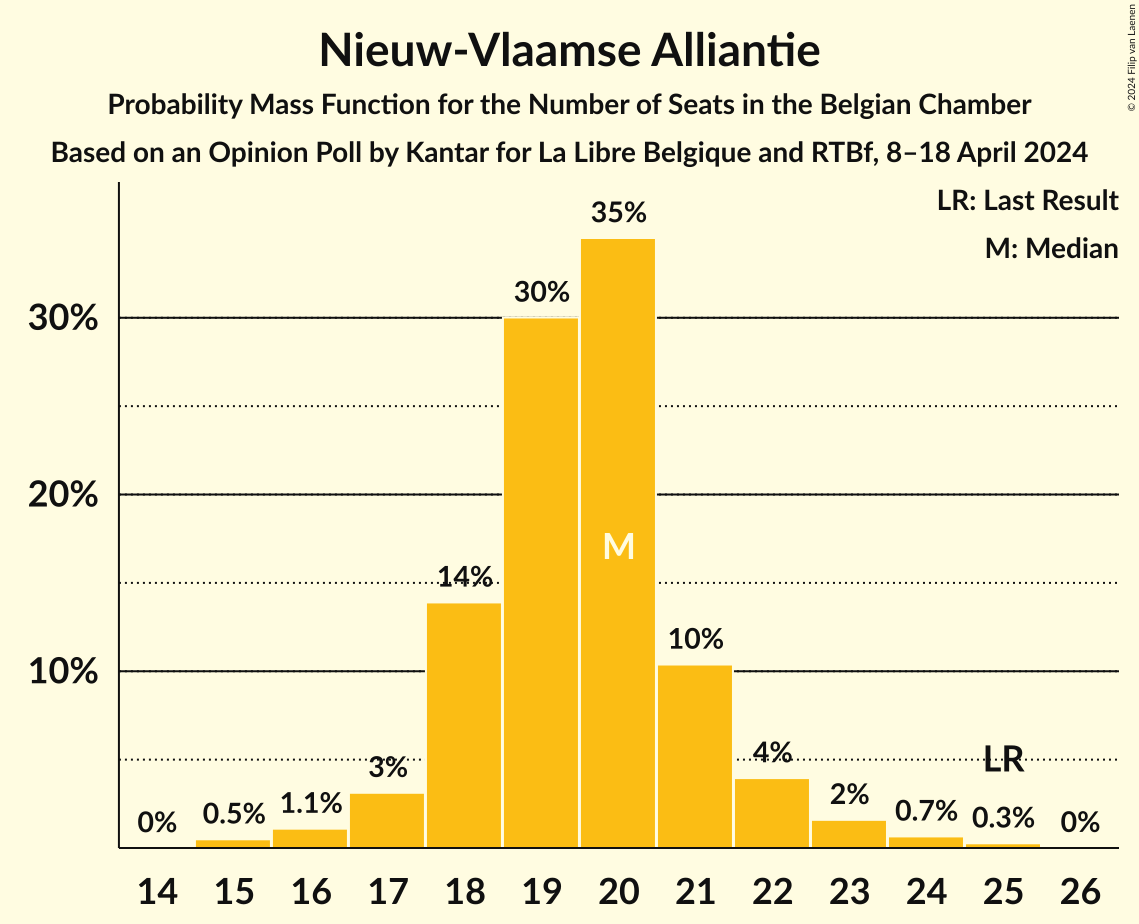 Nieuw-Vlaamse Alliantie
Probability Mass Function for the Number of Seats in the Belgian Chamber
Based on an Opinion Poll by Kantar for La Libre Belgique and RTBf, 8–18 April 2024
© 2024 Filip van Laenen
LR: Last Result
M: Median
35%
30%
30%
20%
M
14%
10%
10%
LR
4%
3%
2%
1.1%
0.7%
0.5%
0.3%
0%
0%
14 15 16 17 18 19 20 21 22 23 24 25 26